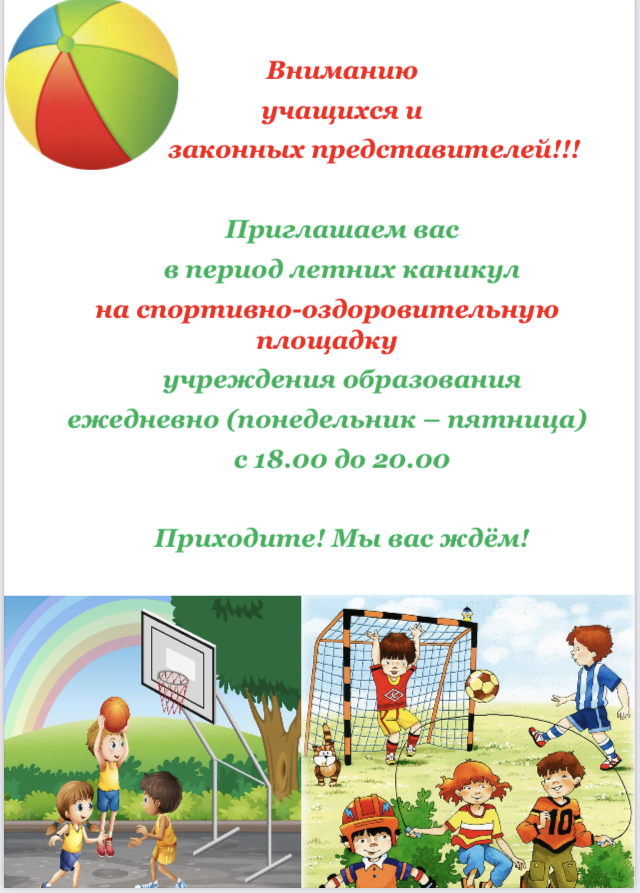 Вниманию
учащихся и
законных представителей!!!
Приглашаем вас
в период летних каникул
на спортивно-оздоровительную
площадку
учреждения образования
ежедневно (понедельник – пятница)
с 18.00 до 20.00
Приходите! Мы вас ждём!
10